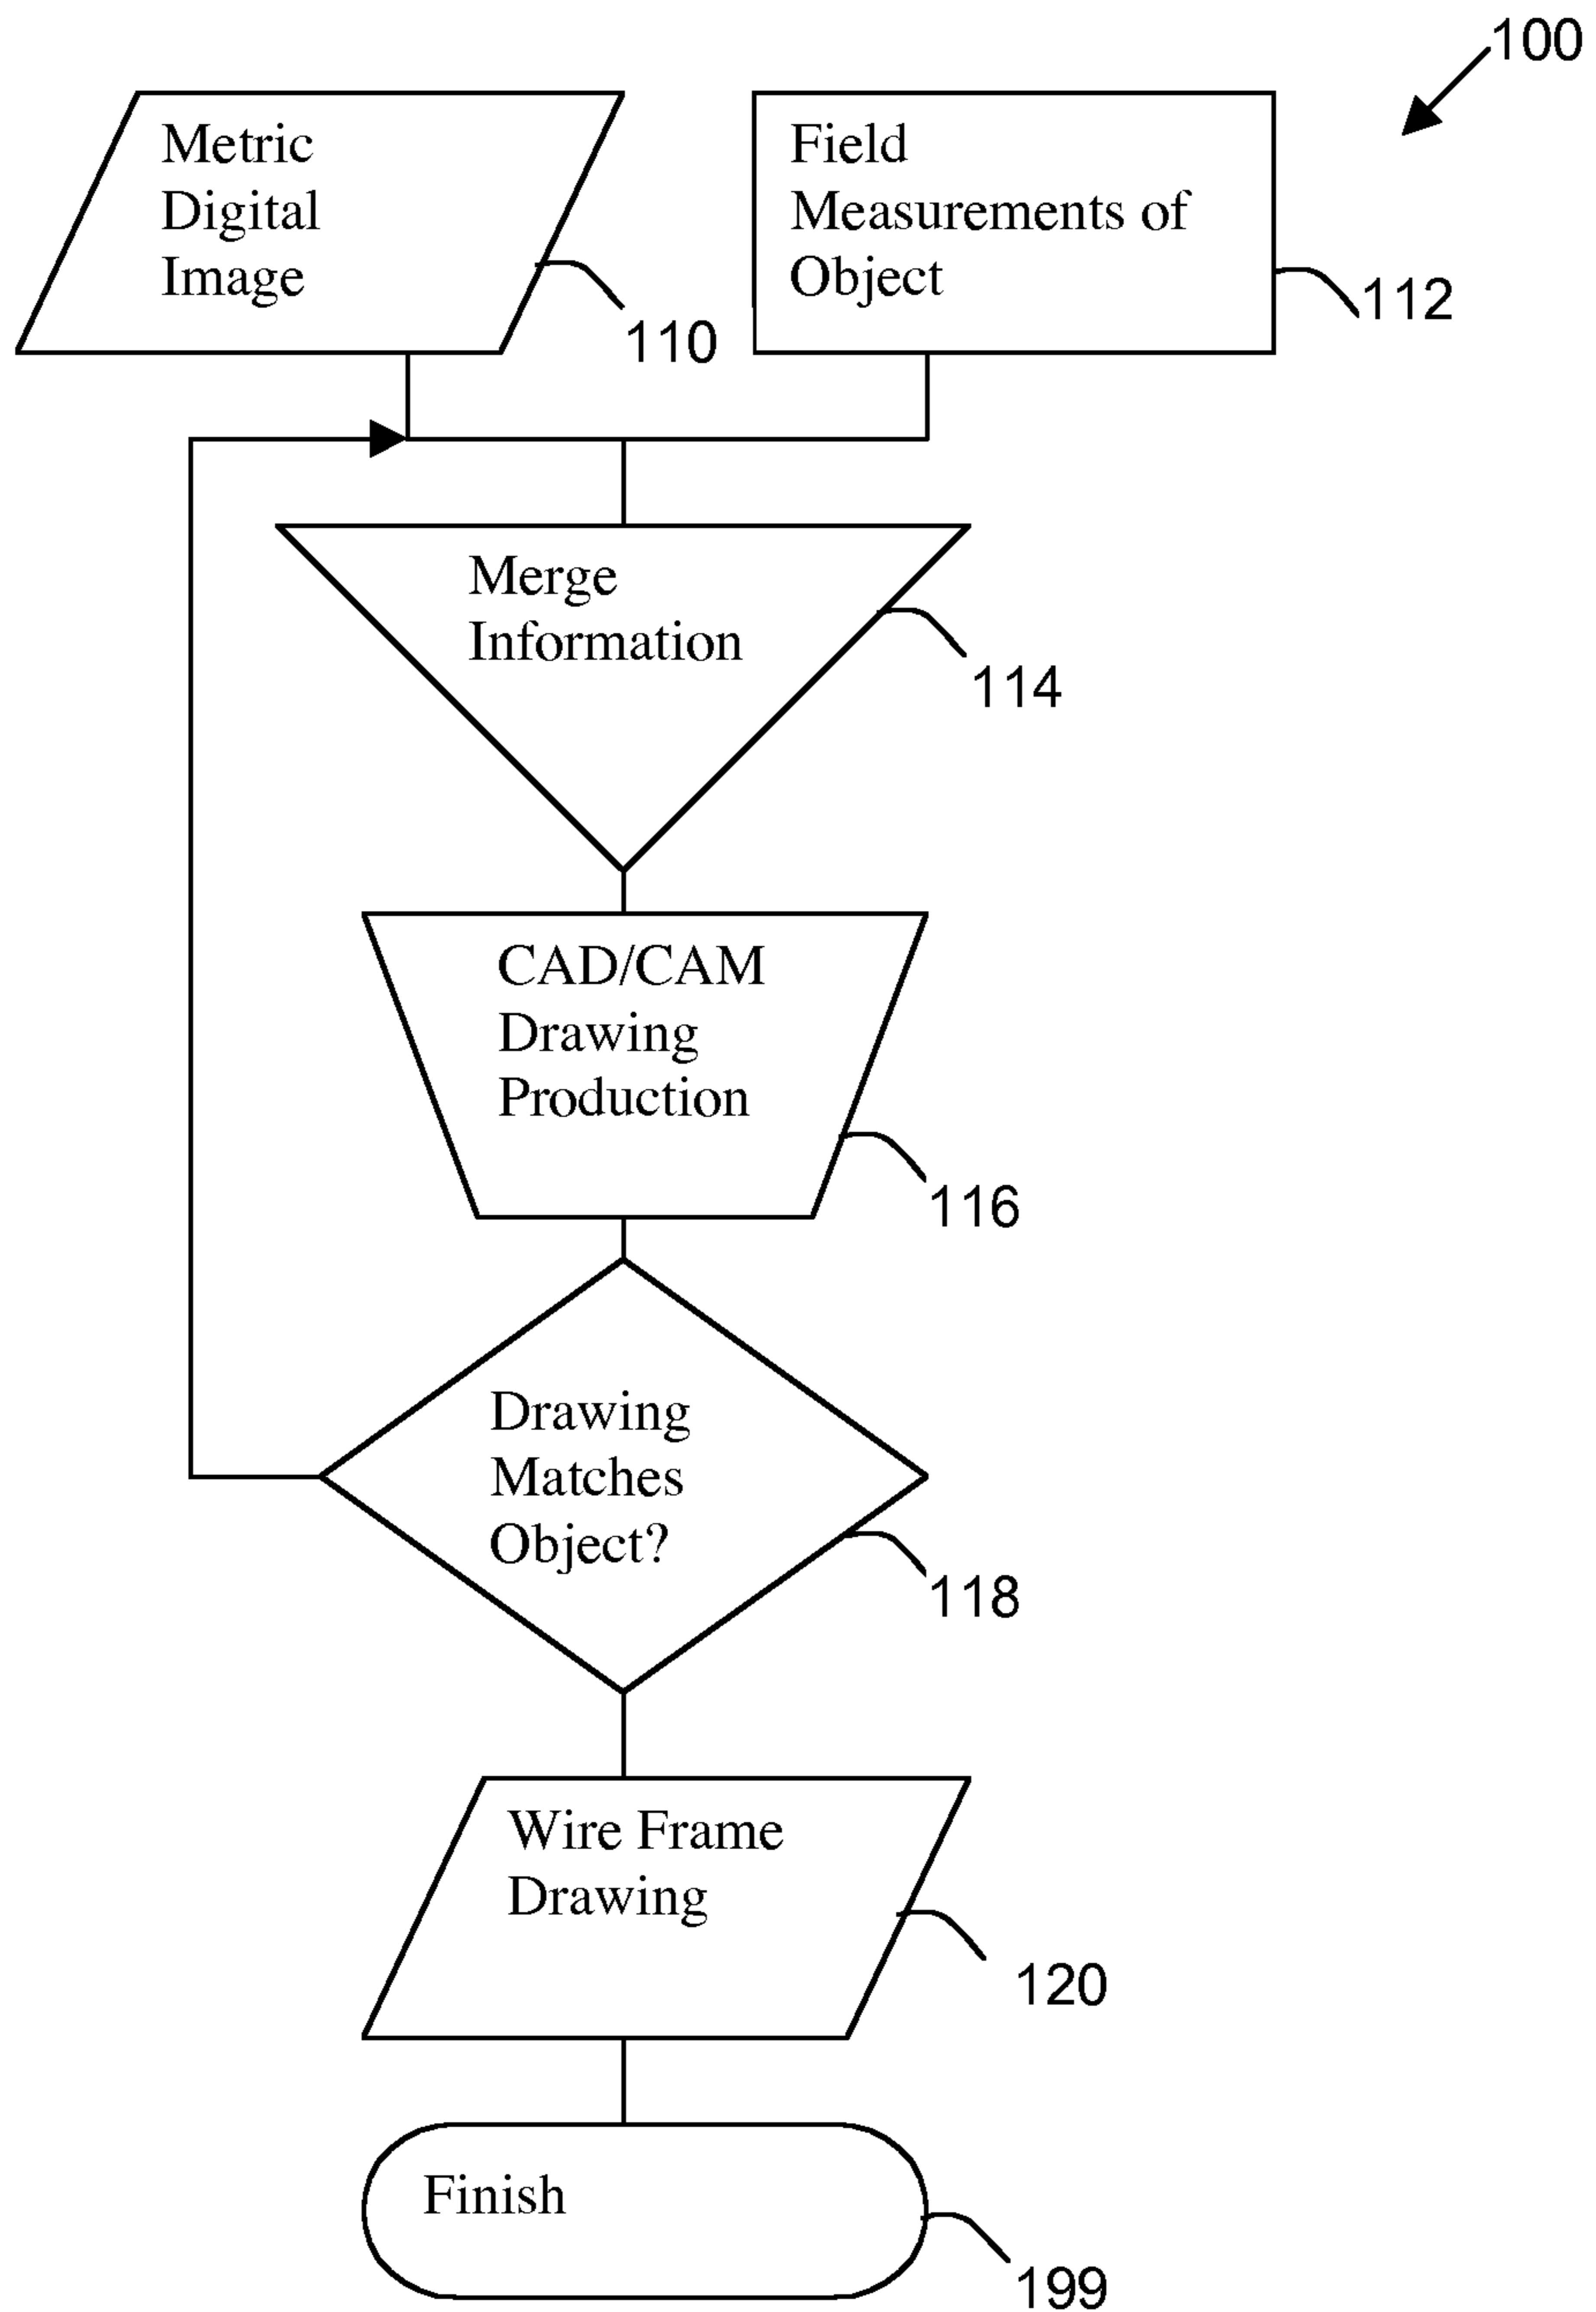 100
Metric
Digital
Image
110
Field
Measurements of
Object
112
Merge
Information
114
CAD/CAM
Drawing
Production
116
Drawing
Matches
Object?
118
Wire Frame
Drawing
120
Finish
199